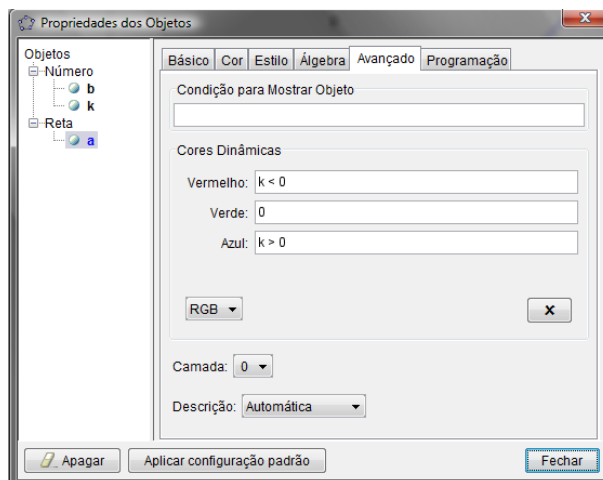 Propriedades dos Objetos
Objetos
Número
b
k
Reta
a
Básico Cor Estilo Álgebra Avançado Programação
Condição para Mostrar Objeto
Cores Dinâmicas
Vermelho: k < 0
Verde: 0
Azul: k > 0
RGB x
Camada: 0
Descrição: Automática
Apagar Aplicar configuração padrão Fechar